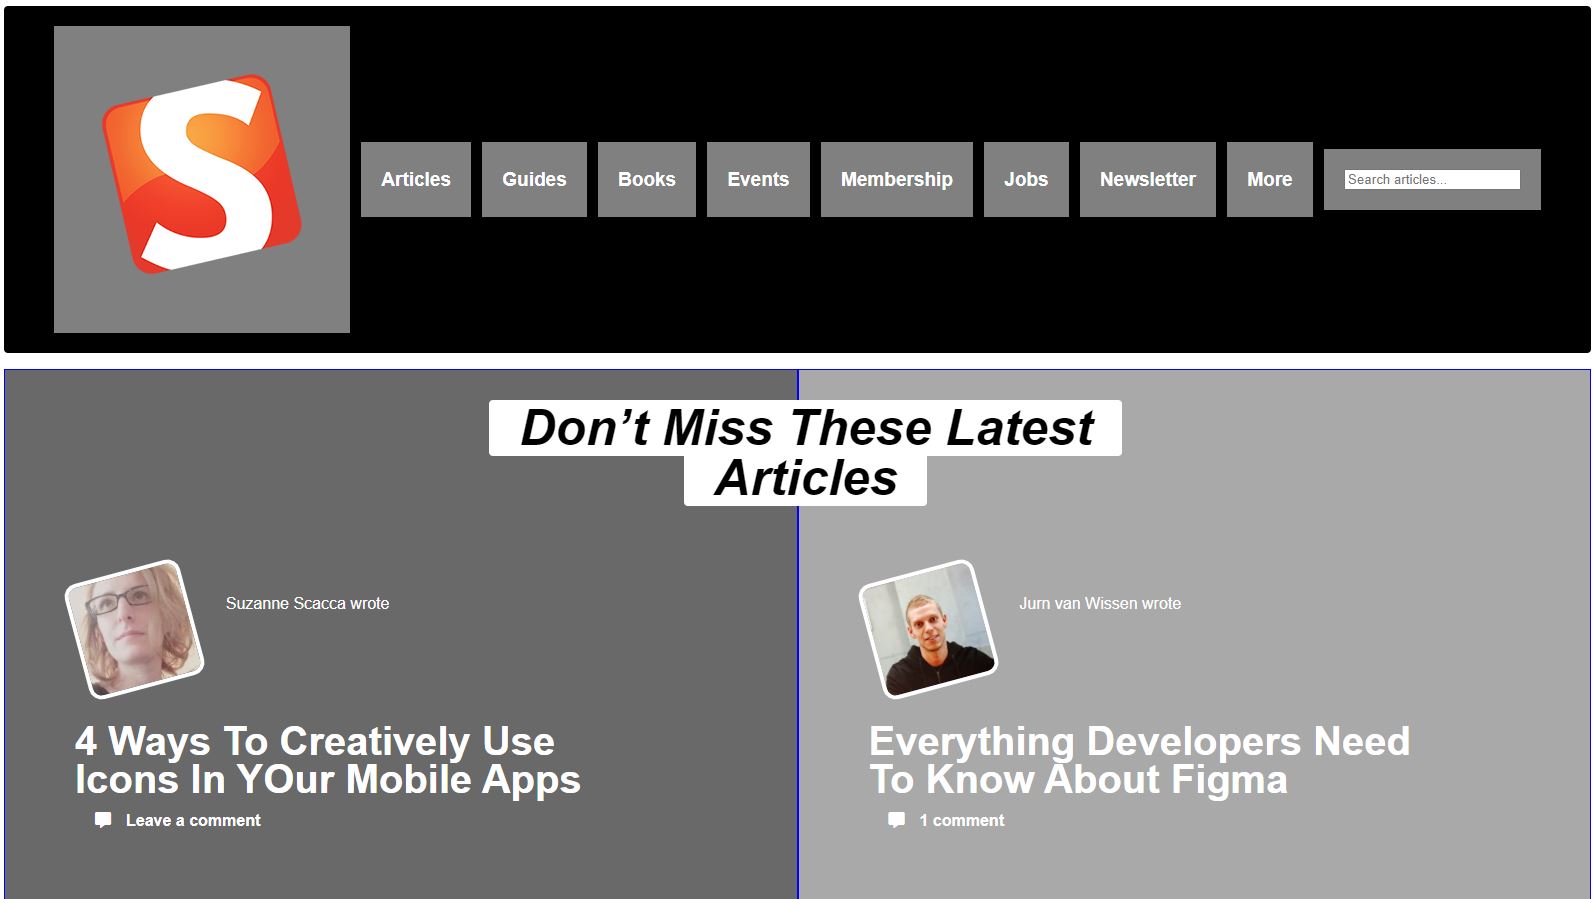 S
Articles Guides Books Events Membership Jobs Newsletter More Search articles...
Don’t Miss These Latest
Articles
Suzanne Scacca wrote
4 Ways To Creatively Use
Icons In YOur Mobile Apps
Leave a comment
Jurn van Wissen wrote
Everything Developers Need
To Know About Figma
1 comment